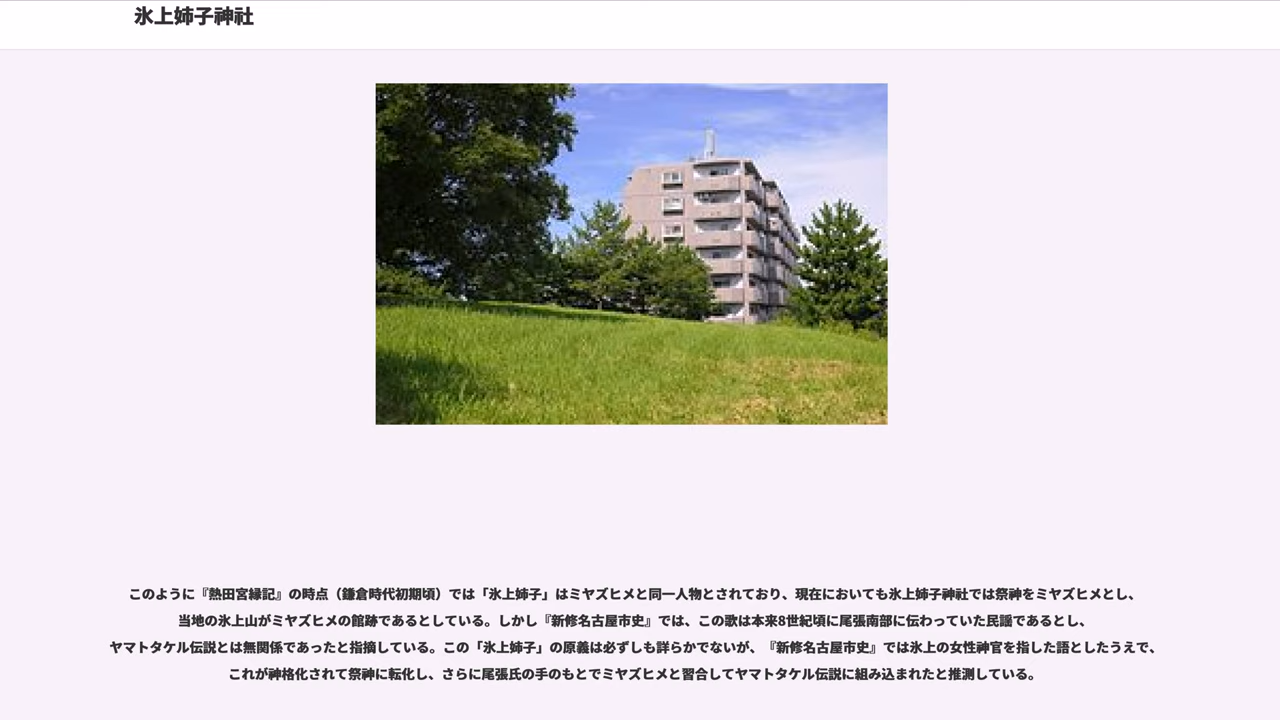 氷上姉子神社
このように『熱田宮縁記』の時点（鎌倉時代初期頃）では「氷上姉子」はミヤズヒメと同一人物とされており、現在においても氷上姉子神社では祭神をミヤズヒメとし、
当地の氷上山がミヤズヒメの館跡であるとしている。しかし『新修名古屋市史』では、この歌は本来8世紀頃に尾張南部に伝わっていた民謡であるとし、
ヤマトタケル伝説とは無関係であったと指摘している。この「氷上姉子」の原義は必ずしも詳らかでないが、『新修名古屋市史』では氷上の女性神官を指した語としたうえで、
これが神格化されて祭神に転化し、さらに尾張氏の手のもとでミヤズヒメと習合してヤマトタケル伝説に組み込まれたと推測している。